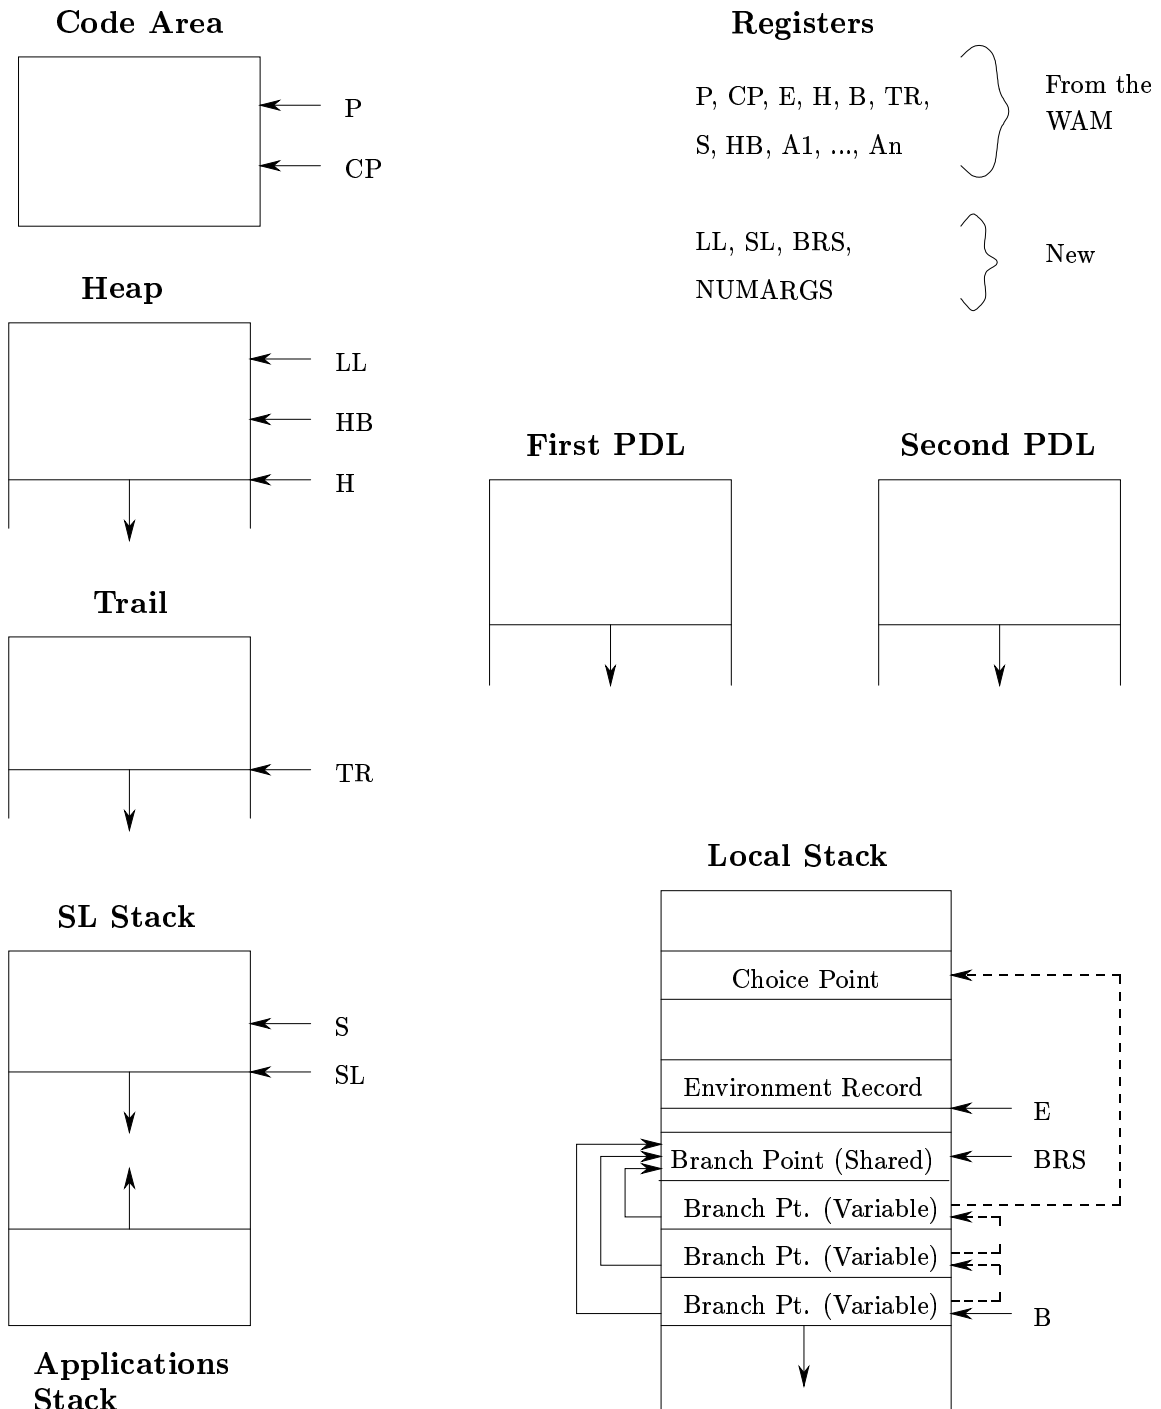 Code Area
P
CP
Registers
P, CP, E, H, B, TR,
S, HB, A1, ..., An
From the
WAM
LL, SL, BRS,
NUMARGS
New
Heap
LL
HB
H
First PDL
Second PDL
Trail
TR
SL Stack
S
SL
Applications
Stack
Local Stack
Choice Point
Environment Record
E
Branch Point (Shared)
BRS
Branch Pt. (Variable)
Branch Pt. (Variable)
Branch Pt. (Variable)
B